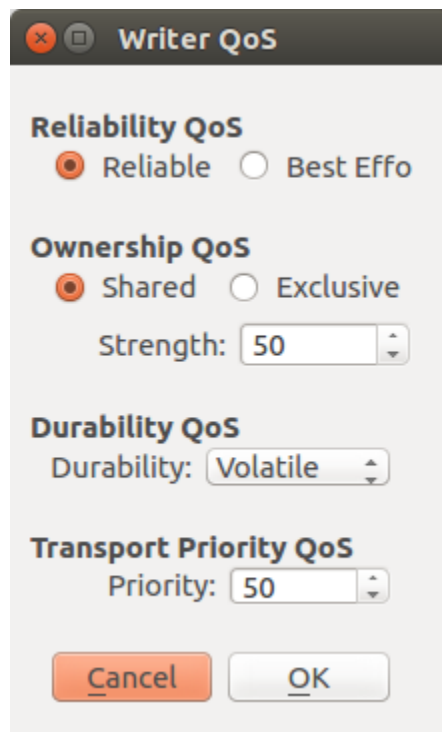 Writer QoS
Reliability QoS
Reliable Best Effo
Ownership QoS
Shared Exclusive
Strength: 50
Durability QoS
Durability: Volatile
Transport Priority QoS
Priority: 50
Cancel OK